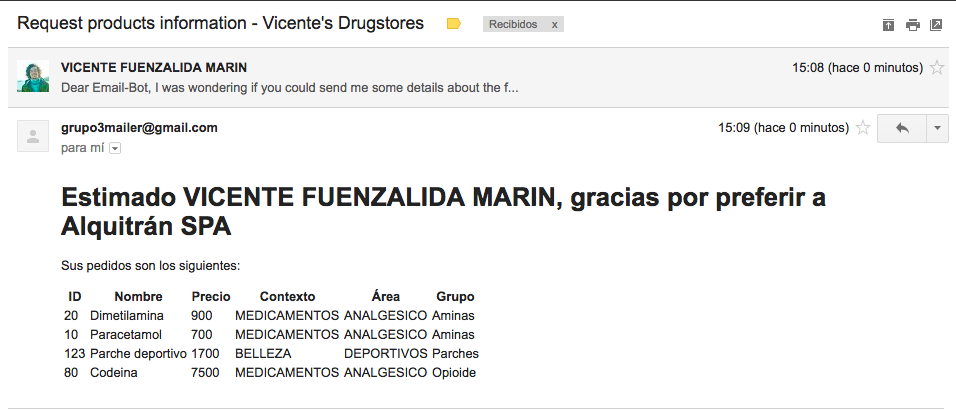 Request products information - Vicente's Drugstores Recibidos x
VICENTE FUENZALIDA MARIN 15:08 (hace 0 minutos)
Dear Email-Bot, I was wondering if you could send me some details about the f...
grupo3mailer@gmail.com 15:09 (hace 0 minutos)
para mí
Estimado VICENTE FUENZALIDA MARIN, gracias por preferir a
Alquitrán SPA
Sus pedidos son los siguientes:
ID Nombre Precio Contexto Área Grupo
20 Dimetilamina 900 MEDICAMENTOS ANALGESICO Aminas
10 Paracetamol 700 MEDICAMENTOS ANALGESICO Aminas
123 Parche deportivo 1700 BELLEZA DEPORTIVOS Parches
80 Codeina 7500 MEDICAMENTOS ANALGESICO Opioide